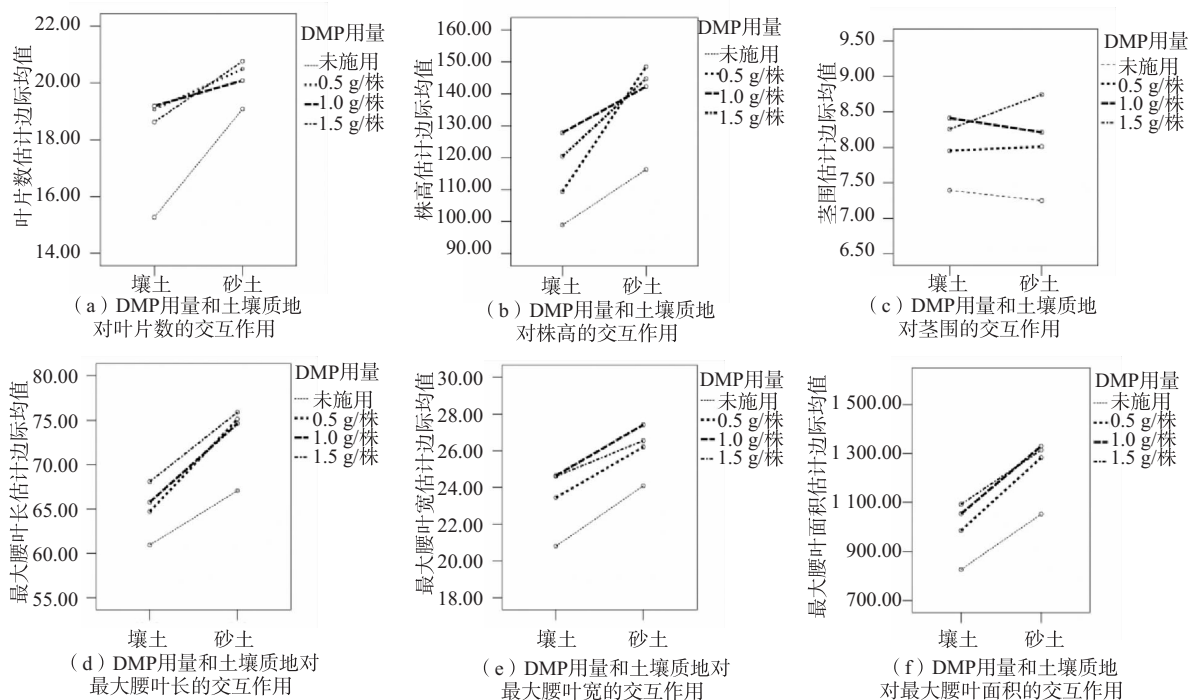 22.00
20.00
18.00
16.00
14.00
叶片数估计边际均值
壤土
砂土
DMP用量
未施用
0.5 g/株
1.0 g/株
1.5 g/株
(a)DMP用量和土壤质地
对叶片数的交互作用
160.00
150.00
140.00
130.00
120.00
110.00
100.00
90.00
株高估计边际均值
壤土
砂土
DMP用量
未施用
0.5 g/株
1.0 g/株
1.5 g/株
(b)DMP用量和土壤质地
对株高的交互作用
9.50
9.00
8.50
8.00
7.50
7.00
6.50
茎围估计边际均值
壤土
砂土
DMP用量
未施用
0.5 g/株
1.0 g/株
1.5 g/株
(c)DMP用量和土壤质地
对茎围的交互作用
80.00
75.00
70.00
65.00
60.00
55.00
最大腰叶长估计边际均值
壤土
砂土
DMP用量
未施用
0.5 g/株
1.0 g/株
1.5 g/株
(d)DMP用量和土壤质地对
最大腰叶长的交互作用
30.00
28.00
26.00
24.00
22.00
20.00
18.00
最大腰叶宽估计边际均值
壤土
砂土
DMP用量
未施用
0.5 g/株
1.0 g/株
1.5 g/株
(e)DMP用量和土壤质地对
最大腰叶宽的交互作用
1 500.00
1 300.00
1 100.00
900.00
700.00
最大腰叶面积估计边际均值
壤土
砂土
DMP用量
未施用
0.5 g/株
1.0 g/株
1.5 g/株
(f)DMP用量和土壤质地
对最大腰叶面积的交互作用